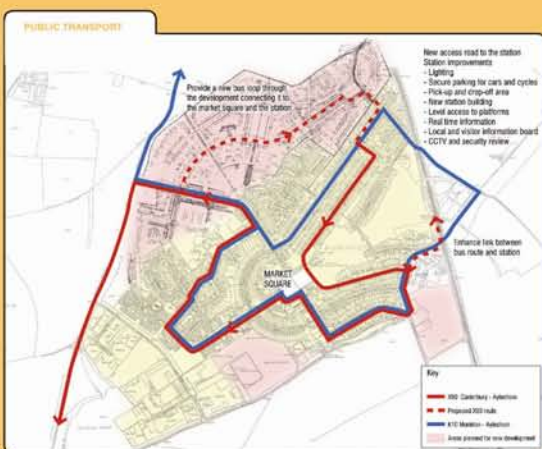 PUBLIC TRANSPORT
New access road to the station
Station improvements
- Lighting
- Secure parking for cars and cycles
- Pick-up and drop-off area
- New station building
- Level access to platforms
- Real time information
- Local and visitor information board
- CCTV and security review
Provide a new bus loop through
the development connecting it to
the market square and the station
Enhance link between
bus route and station
MARKET
SQUARE
Key
Canterbury - Aylesham
Proposed route
- Aylesham
Areas planned for new development